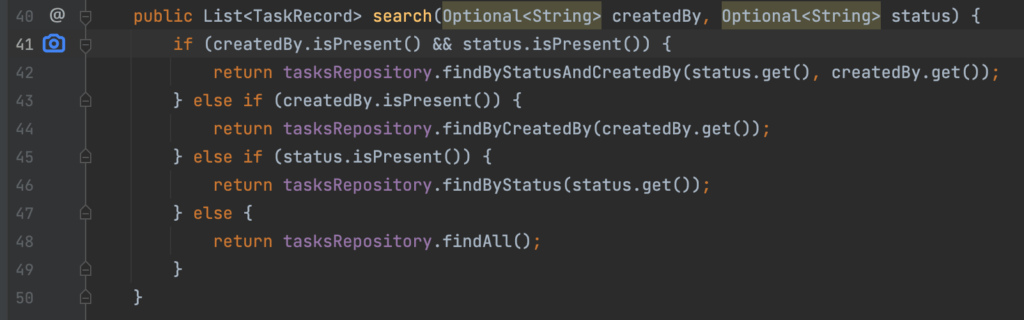 40 @ public List<TaskRecord> search(Optional<String> createdBy, Optional<String> status) {
41 if (createdBy.isPresent() && status.isPresent()) {
42 return tasksRepository.findByStatusAndCreatedBy(status.get(), createdBy.get());
43 } else if (createdBy.isPresent()) {
44 return tasksRepository.findByCreatedBy(createdBy.get());
45 } else if (status.isPresent()) {
46 return tasksRepository.findByStatus(status.get());
47 } else {
48 return tasksRepository.findAll();
49 }
50 }